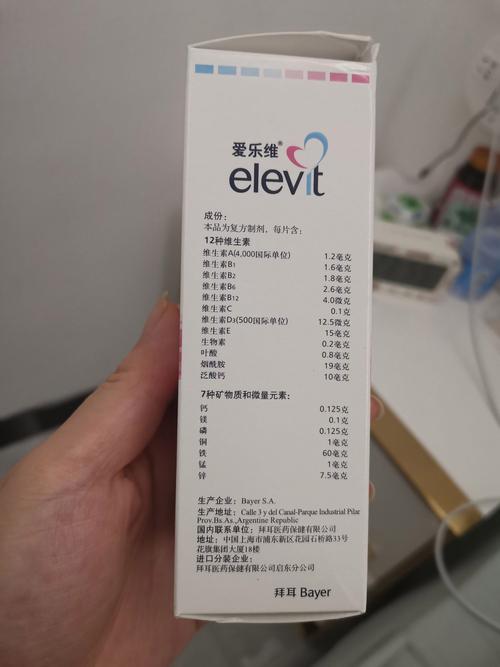 爱乐维®
elevit
成份：
本品为复方制剂，每片含：
12种维生素
维生素A(4,000国际单位) 1.2毫克
维生素B1 1.6毫克
维生素B2 1.8毫克
维生素B6 2.6毫克
维生素B12 4.0微克
维生素C 0.1克
维生素D3(500国际单位) 12.5微克
维生素E 15毫克
生物素 0.2毫克
叶酸 0.8毫克
烟酰胺 19毫克
泛酸钙 10毫克
7种矿物质和微量元素：
钙 0.125克
镁 0.1克
磷 0.125克
铜 1毫克
铁 60毫克
锰 1毫克
锌 7.5毫克
生产企业：Bayer S.A.
生产地址：Calle 3 y del Canal-Parque Industrial Pilar
Prov.Bs.As.,Argentine Republic
国内联系单位：拜耳医药保健有限公司
地址：中国上海市浦东新区花园石桥路33号
花旗集团大厦18楼
进口分装企业：
拜耳医药保健有限公司启东分公司
拜耳 Bayer